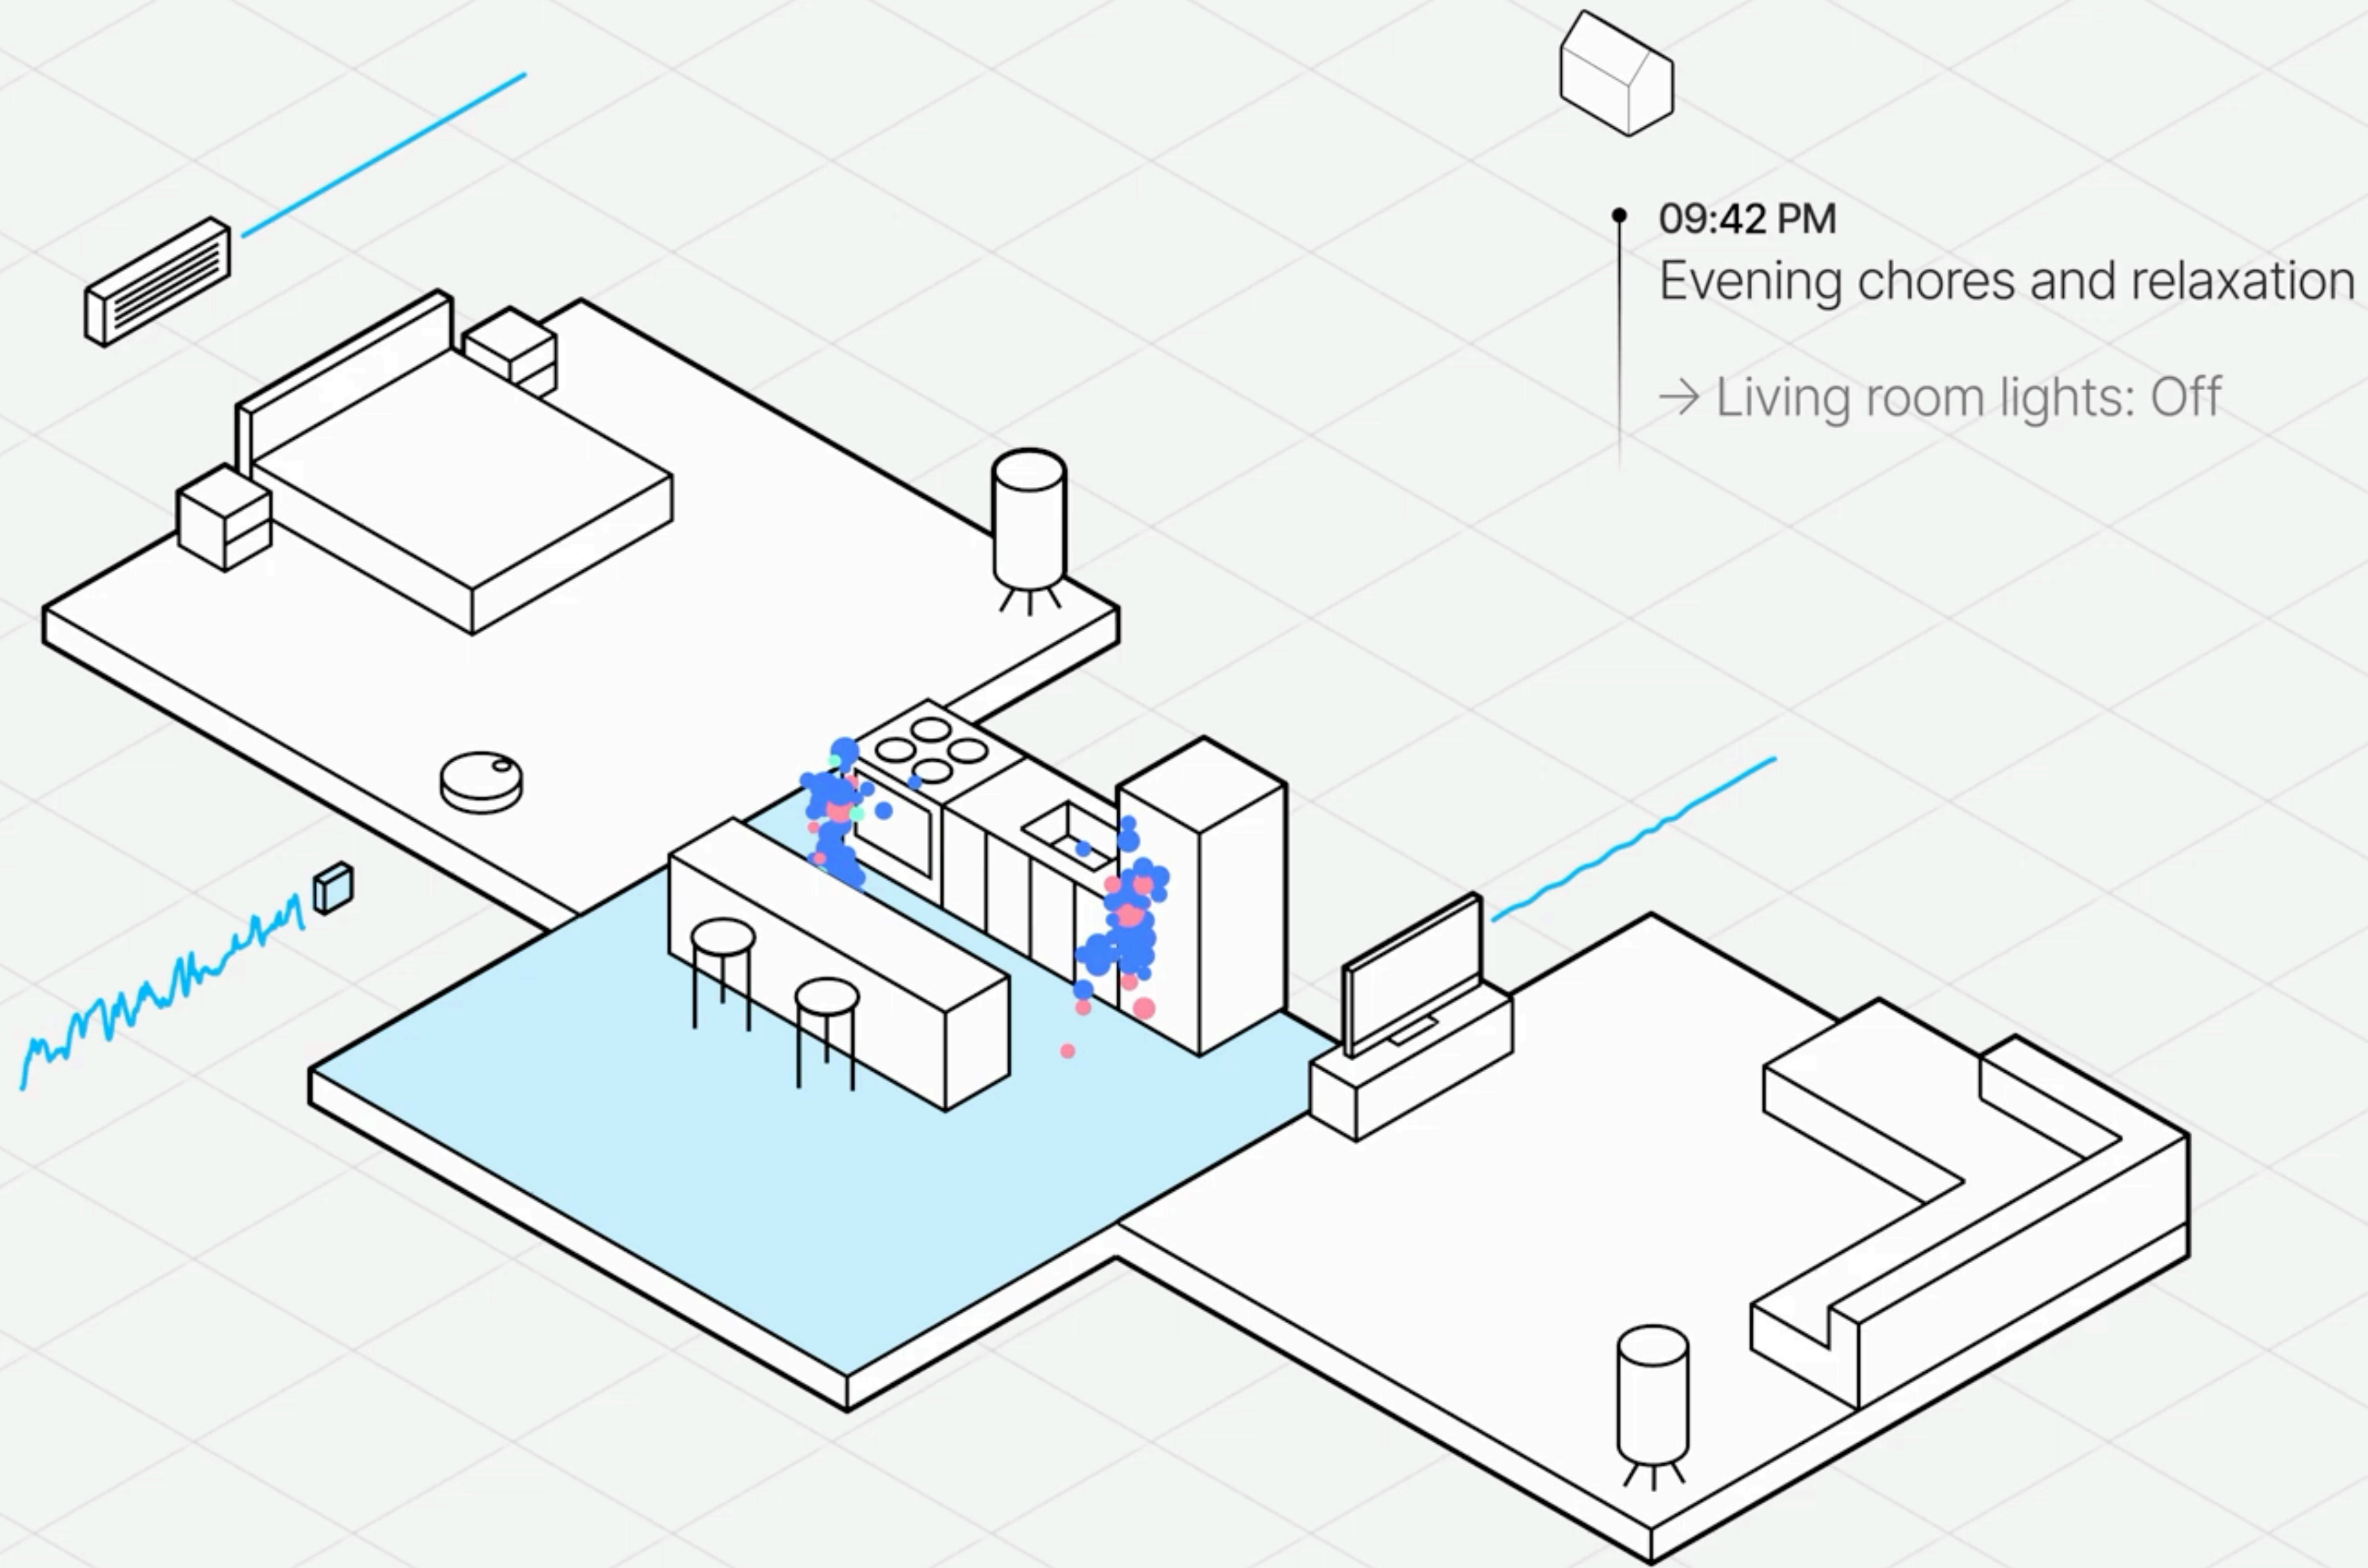 09:42 PM
Evening chores and relaxation
→ Living room lights: Off